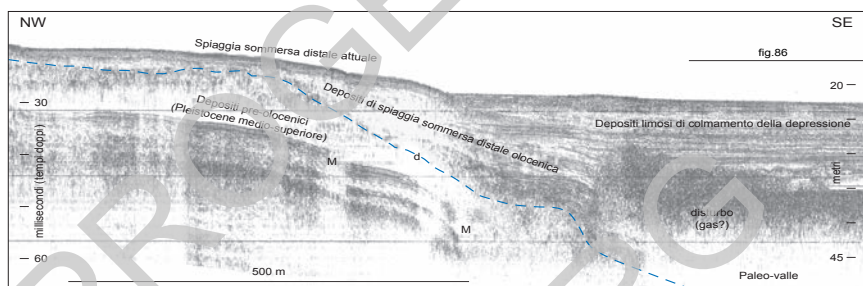 NW
SE
Spiaggia sommersa distale attuale
fig.86
20
30
Depositi di spiaggia sommersa distale olocenica
Depositi pre-olocenici
(Pleistocene medio-superiore)
Depositi limosi di colmamento della depressione
M
d
millisecondi (tempi doppi)
metri
disturbo
(gas?)
M
60
45
500 m
Paleo-valle